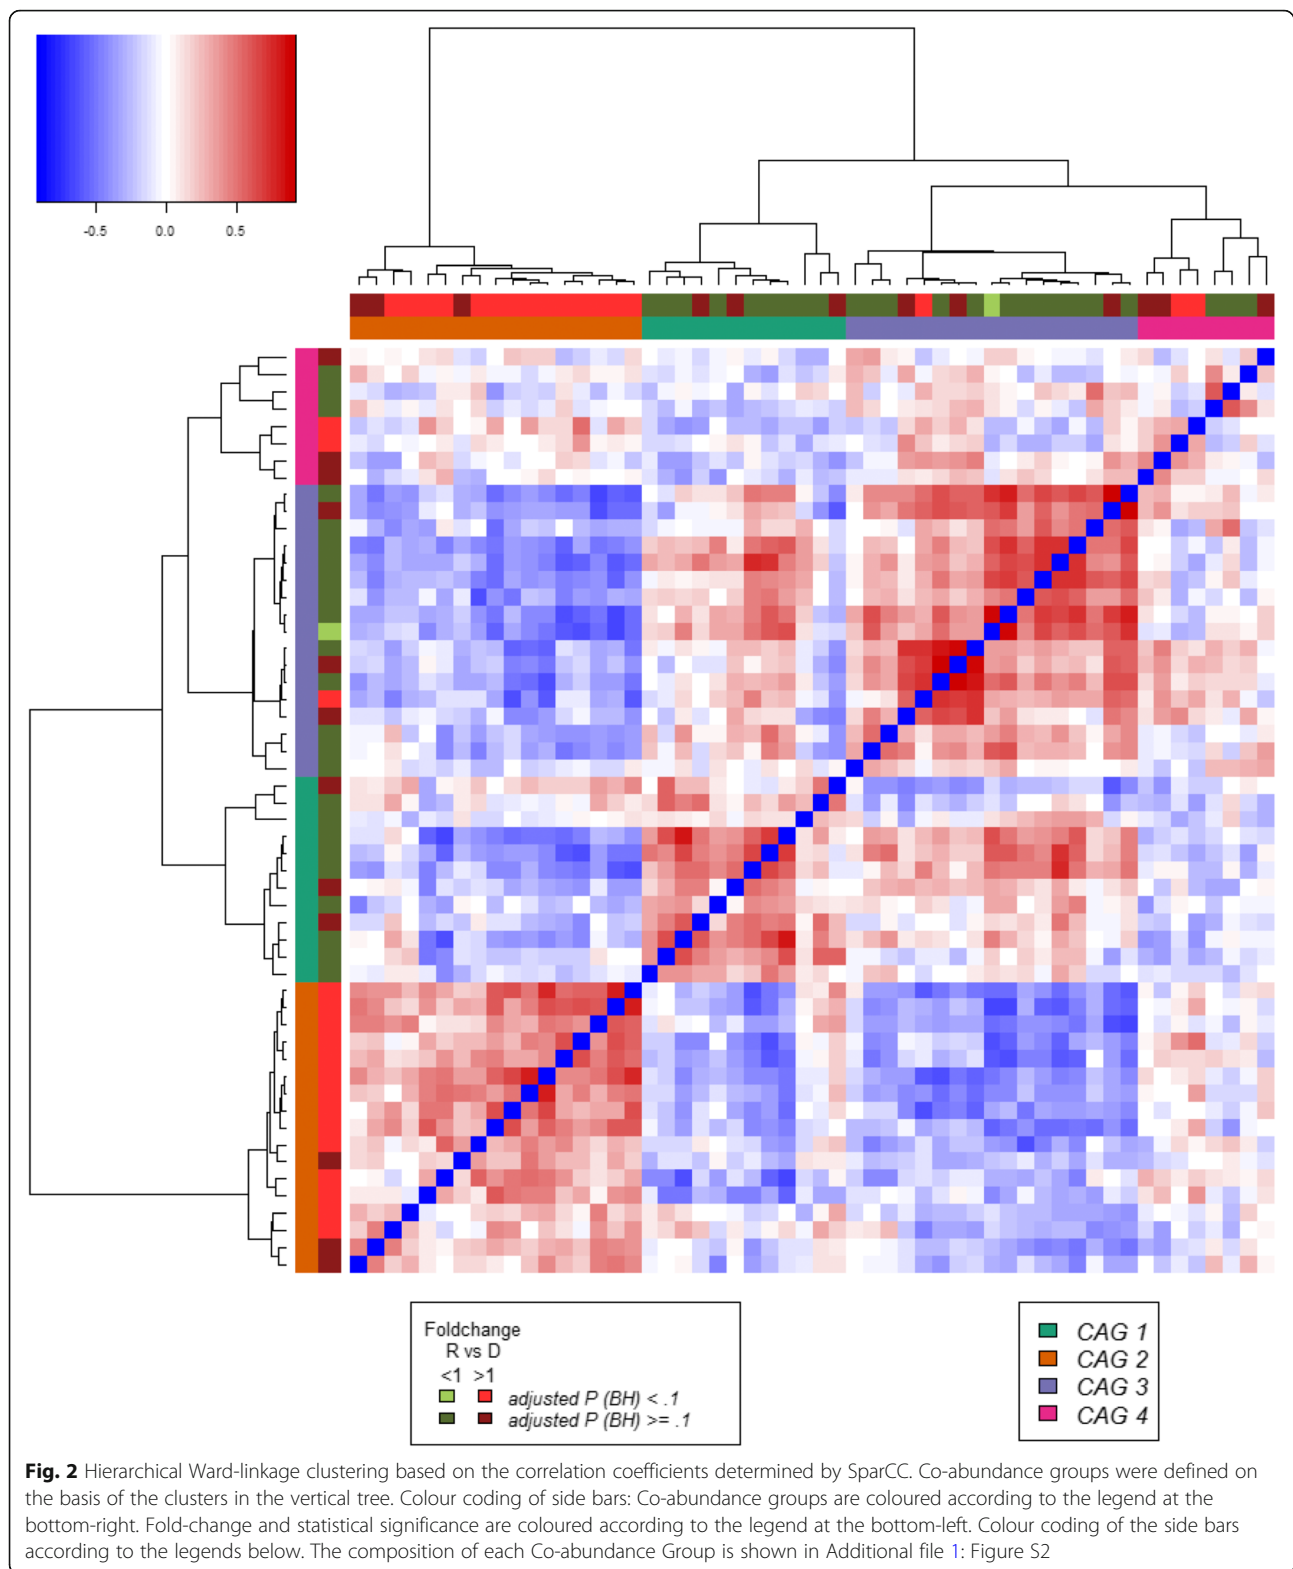 -0.5 0.0 0.5
Foldchange
R vs D
<1 >1
adjusted P (BH) < .1
adjusted P (BH) >= .1
CAG 1
CAG 2
CAG 3
CAG 4
Fig. 2 Hierarchical Ward-linkage clustering based on the correlation coefficients determined by SparCC. Co-abundance groups were defined on
the basis of the clusters in the vertical tree. Colour coding of side bars: Co-abundance groups are coloured according to the legend at the
bottom-right. Fold-change and statistical significance are coloured according to the legend at the bottom-left. Colour coding of the side bars
according to the legends below. The composition of each Co-abundance Group is shown in Additional file 1: Figure S2